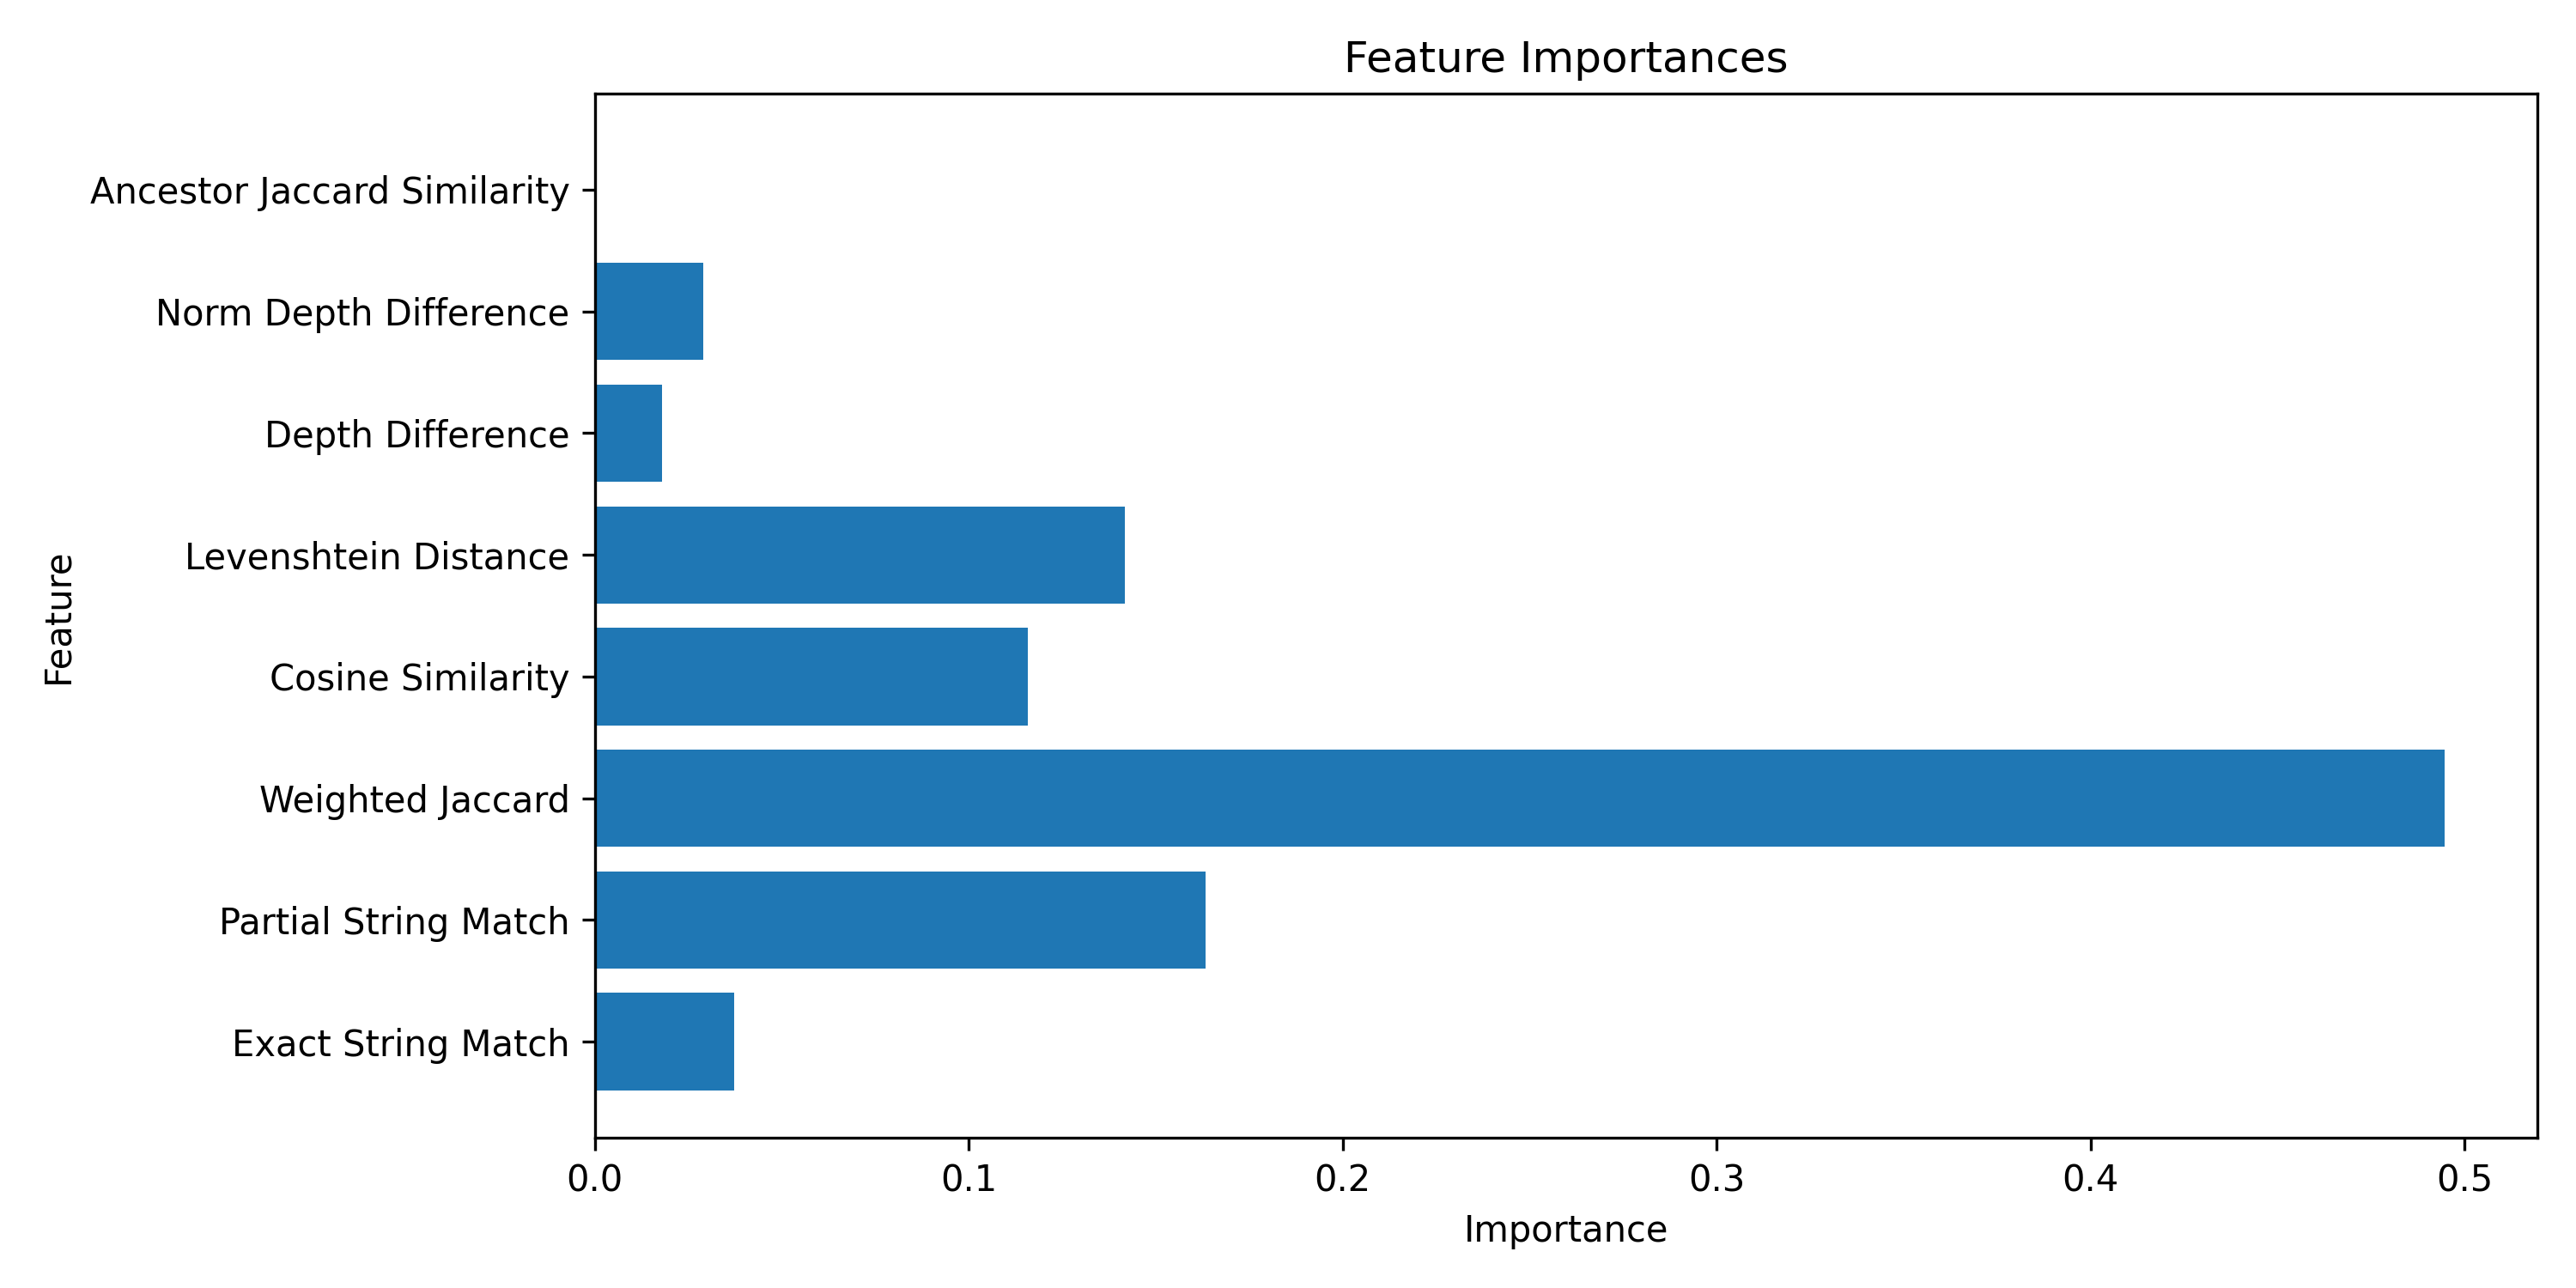 Feature Importances
Feature
Ancestor Jaccard Similarity
Norm Depth Difference
Depth Difference
Levenshtein Distance
Cosine Similarity
Weighted Jaccard
Partial String Match
Exact String Match
0.0 0.1 0.2 0.3 0.4 0.5
Importance